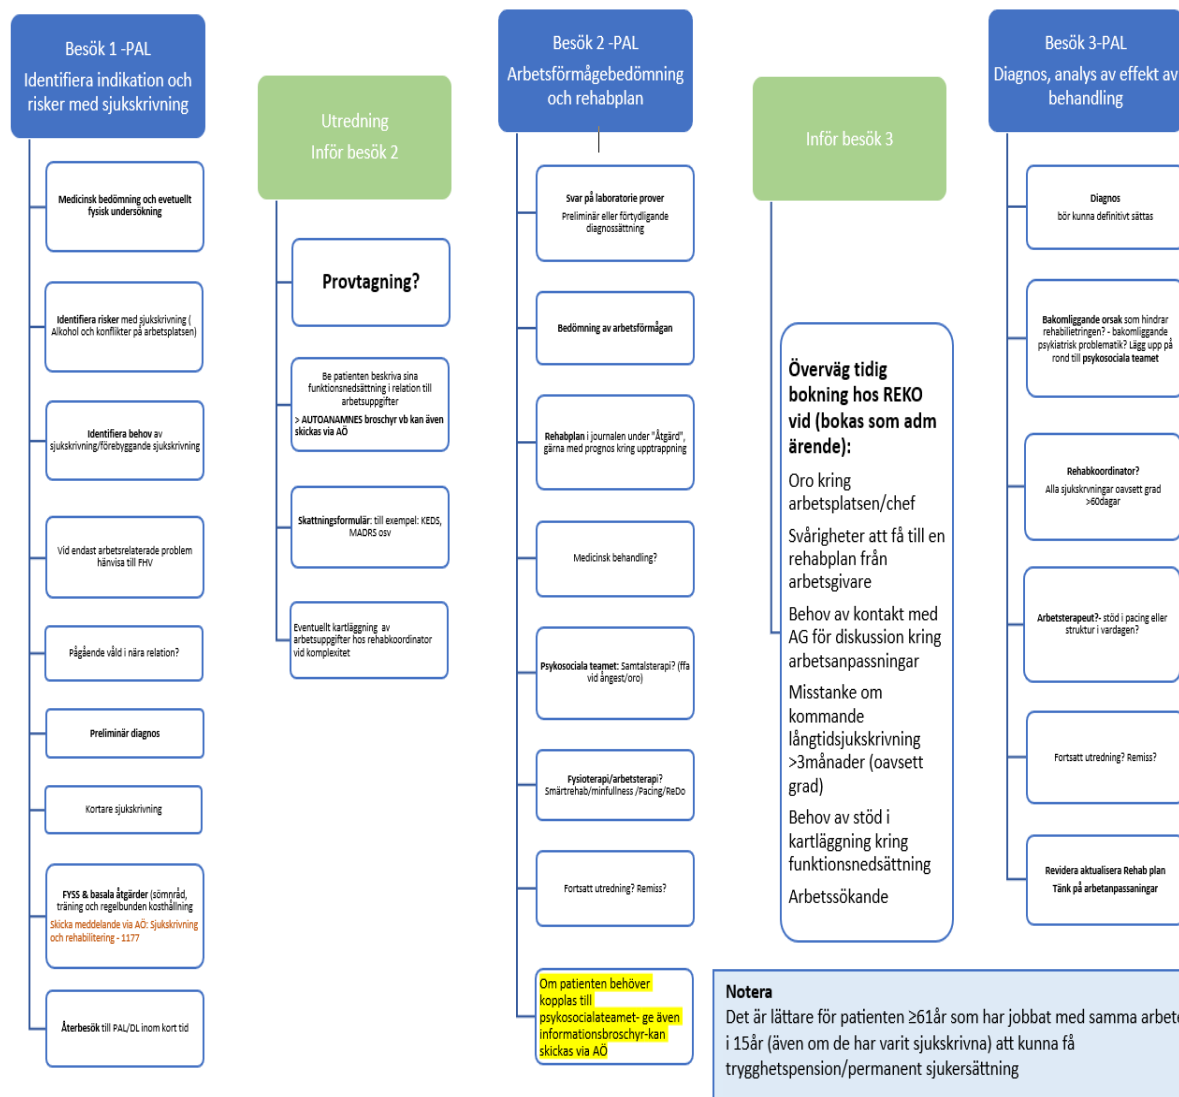 Besök 1 -PAL
Identifiera indikation och
risker med sjukskrivning
Medicinsk bedömning och evetuellt
fysisk undersökning
Identifiera risker med sjukskrivning (
Alkohol och konflikter på arbetsplatsen)
Identifiera behov av
sjukskrivning/förebyggande sjukskrivning
Vid endast arbetsrelaterade problem
hänvisa till FHV
Pågående våld i nära relation?
Preliminär diagnos
Kortare sjukskrivning
FYSS & basala åtgärder (sömnråd,
träning och regelbunden kosthållning
Skicka meddelande via AÖ: Sjukskrivning
och rehabilitering - 1177
Återbesök till PAL/DL inom kort tid
Utredning
Inför besök 2
Provtagning?
Be patienten beskriva sina
funktionsnedsättning i relation till
arbetsuppgifter
> AUTOANAMNES broschyr vb kan även
skickas via AÖ
Skattningsformulär: till exempel: KEDS,
MADRS osv
Eventuellt kartläggning av
arbetsuppgifter hos rehabkoordinator
vid komplexitet
Besök 2 -PAL
Arbetsförmågebedömning
och rehabplan
Svar på laboratorie prover
Preliminär eller förtydligande
diagnossättning
Bedömning av arbetsförmågan
Rehabplan i journalen under "Åtgärd",
gärna med prognos kring upptrappning
Medicinsk behandling?
Psykosociala teamet: Samtalsterapi? (ffa
vid ångest/oro)
Fysioterapi/arbetsterapi?
Smärtrehab/minfullness /Pacing/ReDo
Fortsatt utredning? Remiss?
Om patienten behöver
kopplas till
psykosocialateamet- ge även
informationsbroschyr-kan
skickas via AÖ
Inför besök 3
Överväg tidig
bokning hos REKO
vid (bokas som adm
ärende):
Oro kring
arbetsplatsen/chef
Svårigheter att få till en
rehabplan från
arbetsgivare
Behov av kontakt med
AG för diskussion kring
arbetsanpassningar
Misstanke om
kommande
långtidsjukskrivning
>3månader (oavsett
grad)
Behov av stöd i
kartläggning kring
funktionsnedsättning
Arbetssökande
Besök 3-PAL
Diagnos, analys av effekt av
behandling
Diagnos
bör kunna definitivt sättas
Bakomliggande orsak som hindrar
rehabilietringen? - bakomliggande
psykiatrisk problematik? Lägg upp på
rond till psykosociala teamet
Rehabkoordinator?
Alla sjukskrvningar oavsett grad
>60dagar
Arbetsterapeut?- stöd i pacing eller
struktur i vardagen?
Fortsatt utredning? Remiss?
Revidera aktualisera Rehab plan
Tänk på arbetanpassaningar
Notera
Det är lättare för patienten ≥61år som har jobbat med samma arbete
i 15år (även om de har varit sjukskrivna) att kunna få
trygghetspension/permanent sjukersättning